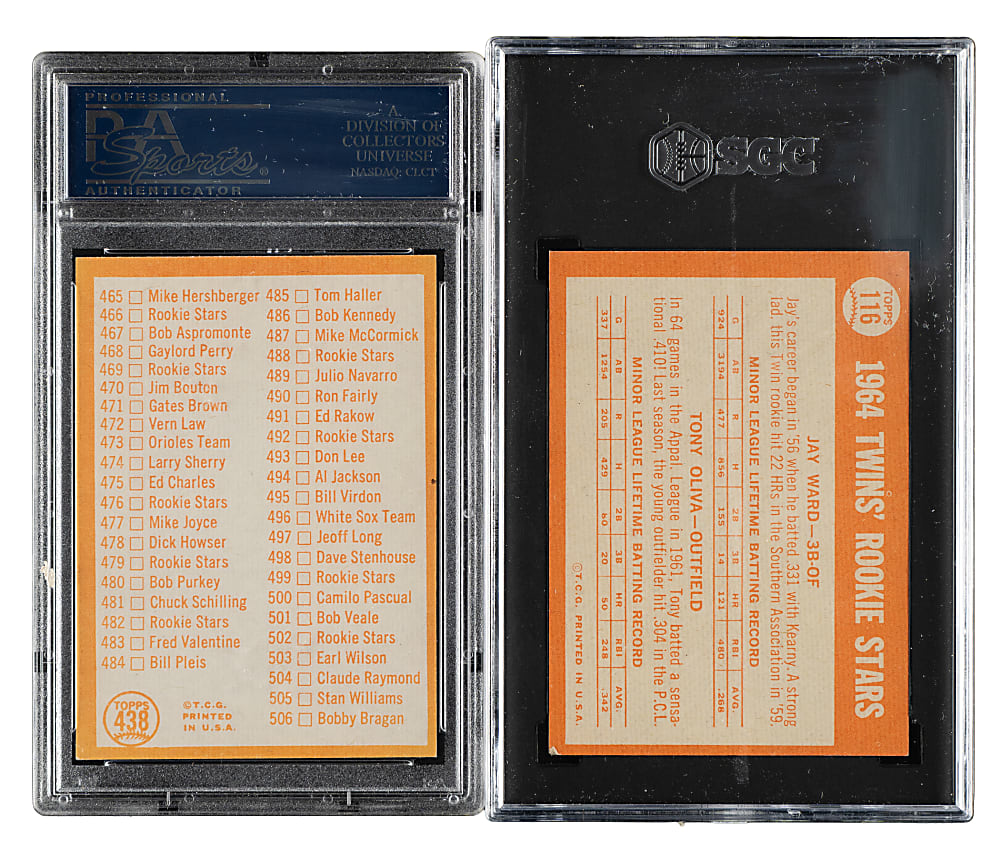 PROFESSIONAL
PSA
Sports®
AUTHENTICATOR
A
DIVISION OF
COLLECTORS
UNIVERSE
NASDAQ: CLCT
465 Mike Hershberger
466 Rookie Stars
467 Bob Aspromonte
468 Gaylord Perry
469 Rookie Stars
470 Jim Bouton
471 Gates Brown
472 Vern Law
473 Orioles Team
474 Larry Sherry
475 Ed Charles
476 Rookie Stars
477 Mike Joyce
478 Dick Howser
479 Rookie Stars
480 Bob Purkey
481 Chuck Schilling
482 Rookie Stars
483 Fred Valentine
484 Bill Pleis
485 Tom Haller
486 Bob Kennedy
487 Mike McCormick
488 Rookie Stars
489 Julio Navarro
490 Ron Fairly
491 Ed Rakow
492 Rookie Stars
493 Don Lee
494 Al Jackson
495 Bill Virdon
496 White Sox Team
497 Jeoff Long
498 Dave Stenhouse
499 Rookie Stars
500 Camilo Pascual
501 Bob Veale
502 Rookie Stars
503 Earl Wilson
504 Claude Raymond
505 Stan Williams
506 Bobby Bragan
TOPPS
438
©T.C.G.
PRINTED
IN U.S.A.
SGC
TOPPS
116
1964 TWINS' ROOKIE STARS
JAY WARD—3B-OF
Jay's career began in '56 when he batted .331 with Kearny. A strong
lad, this Twin rookie hit 22 HRs in the Southern Association in '59.
MINOR LEAGUE LIFETIME BATTING RECORD
G AB R H 2B 3B HR RBI AVG.
924 3194 477 856 155 14 121 480 .268
TONY OLIVA—OUTFIELD
In 64 games in the Appal. League in 1961, Tony batted a sensa-
tional .410! Last season, the young outfielder hit .304 in the P.C.L.
MINOR LEAGUE LIFETIME BATTING RECORD
G AB R H 2B 3B HR RBI AVG.
337 1254 205 429 60 20 50 248 .342
©T.C.G. PRINTED IN U.S.A.